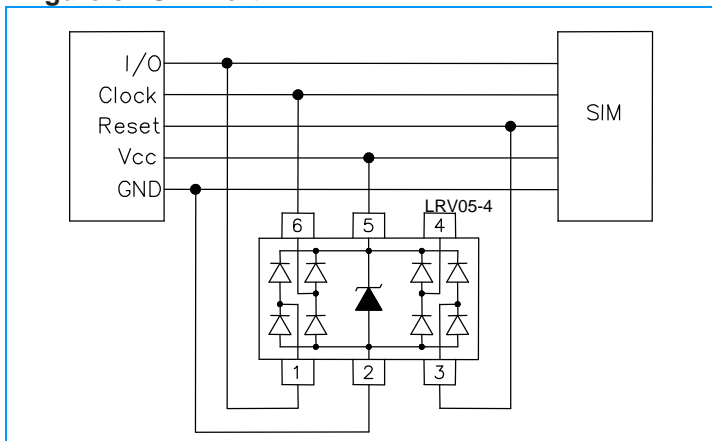 I/O
Clock
Reset
Vcc
GND
SIM
LRV05-4
6
5
4
1
2
3